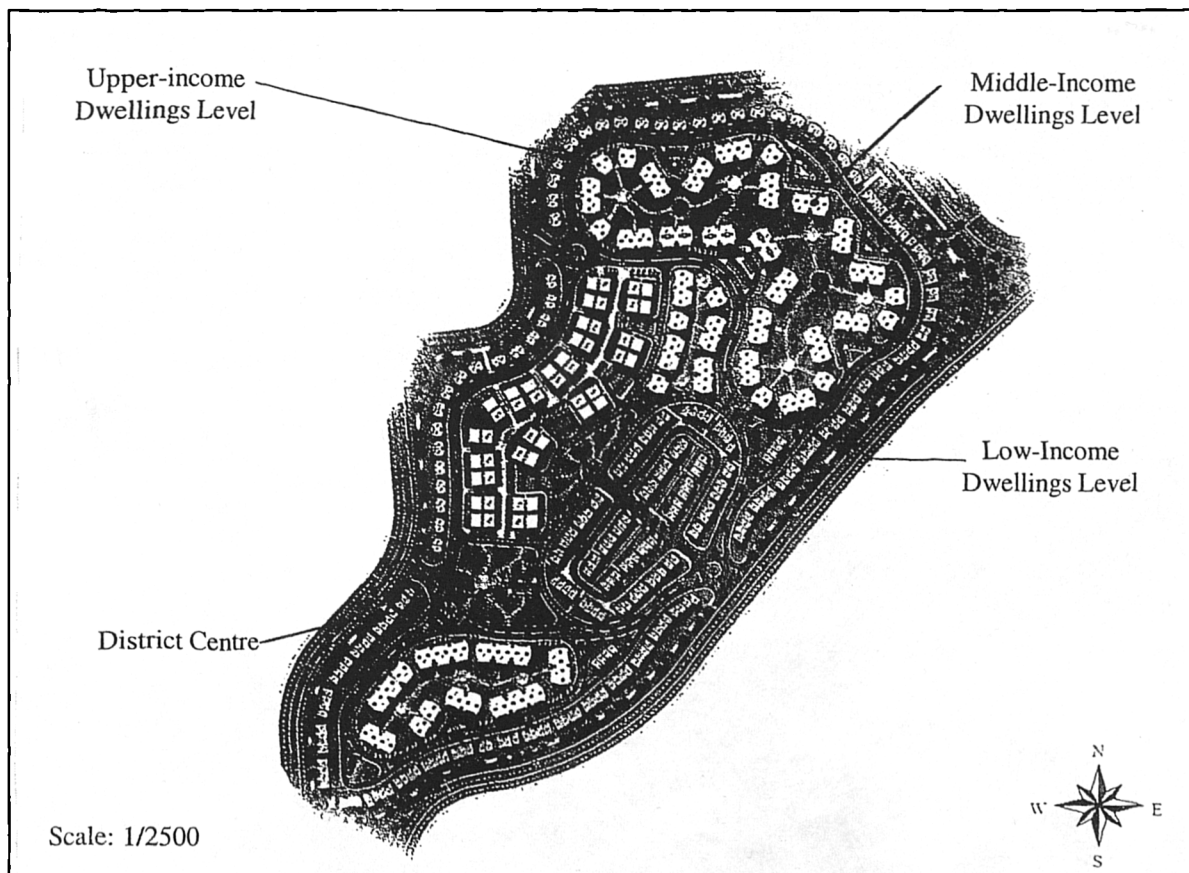 Upper-income
Dwellings Level
Middle-Income
Dwellings Level
Low-Income
Dwellings Level
District Centre
Scale: 1/2500
N
W
E
S